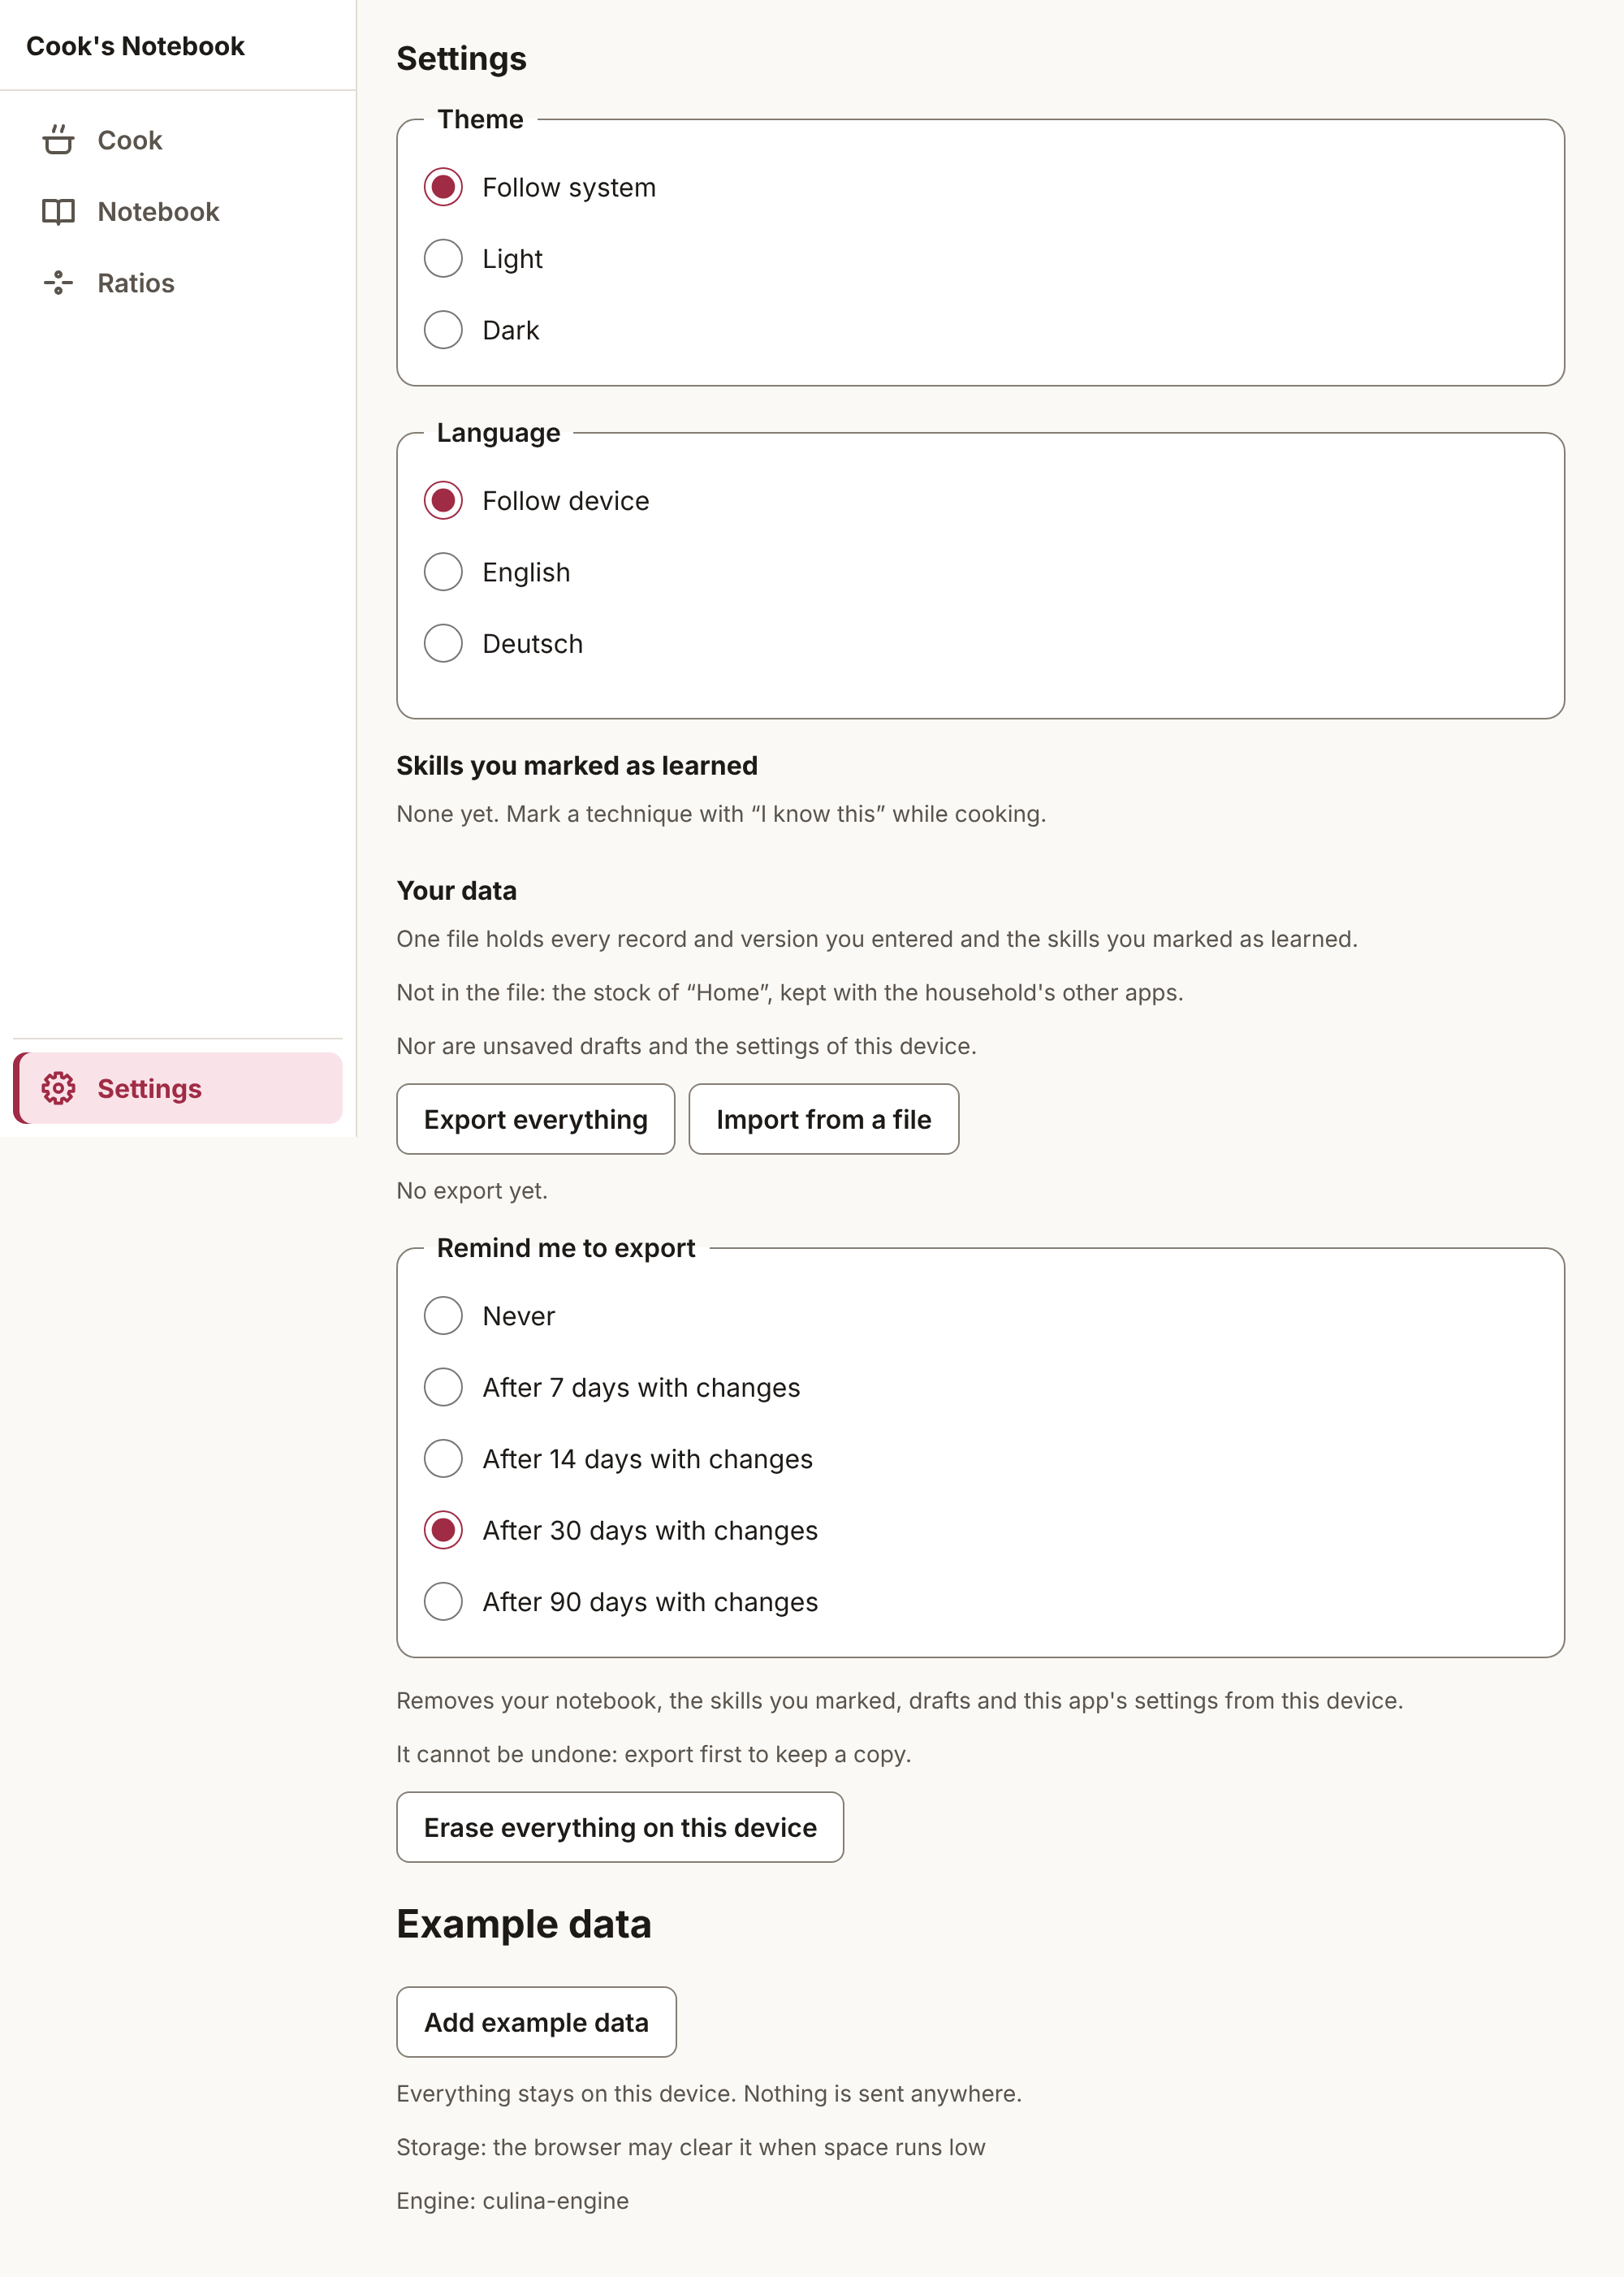 Cook's Notebook
Cook
Notebook
Ratios
Settings
Settings
Theme
Follow system
Light
Dark
Language
Follow device
English
Deutsch
Skills you marked as learned
None yet. Mark a technique with “I know this” while cooking.
Your data
One file holds every record and version you entered and the skills you marked as learned.
Not in the file: the stock of “Home”, kept with the household's other apps.
Nor are unsaved drafts and the settings of this device.
Export everything
Import from a file
No export yet.
Remind me to export
Never
After 7 days with changes
After 14 days with changes
After 30 days with changes
After 90 days with changes
Removes your notebook, the skills you marked, drafts and this app's settings from this device.
It cannot be undone: export first to keep a copy.
Erase everything on this device
Example data
Add example data
Everything stays on this device. Nothing is sent anywhere.
Storage: the browser may clear it when space runs low
Engine: culina-engine